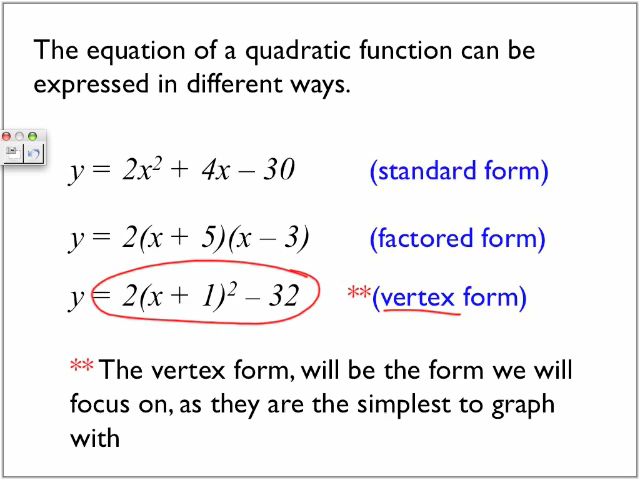 The equation of a quadratic function can be
expressed in different ways.
y = 2x² + 4x – 30 (standard form)
y = 2(x + 5)(x – 3) (factored form)
y = 2(x + 1)² – 32 **(vertex form)
** The vertex form, will be the form we will
focus on, as they are the simplest to graph
with